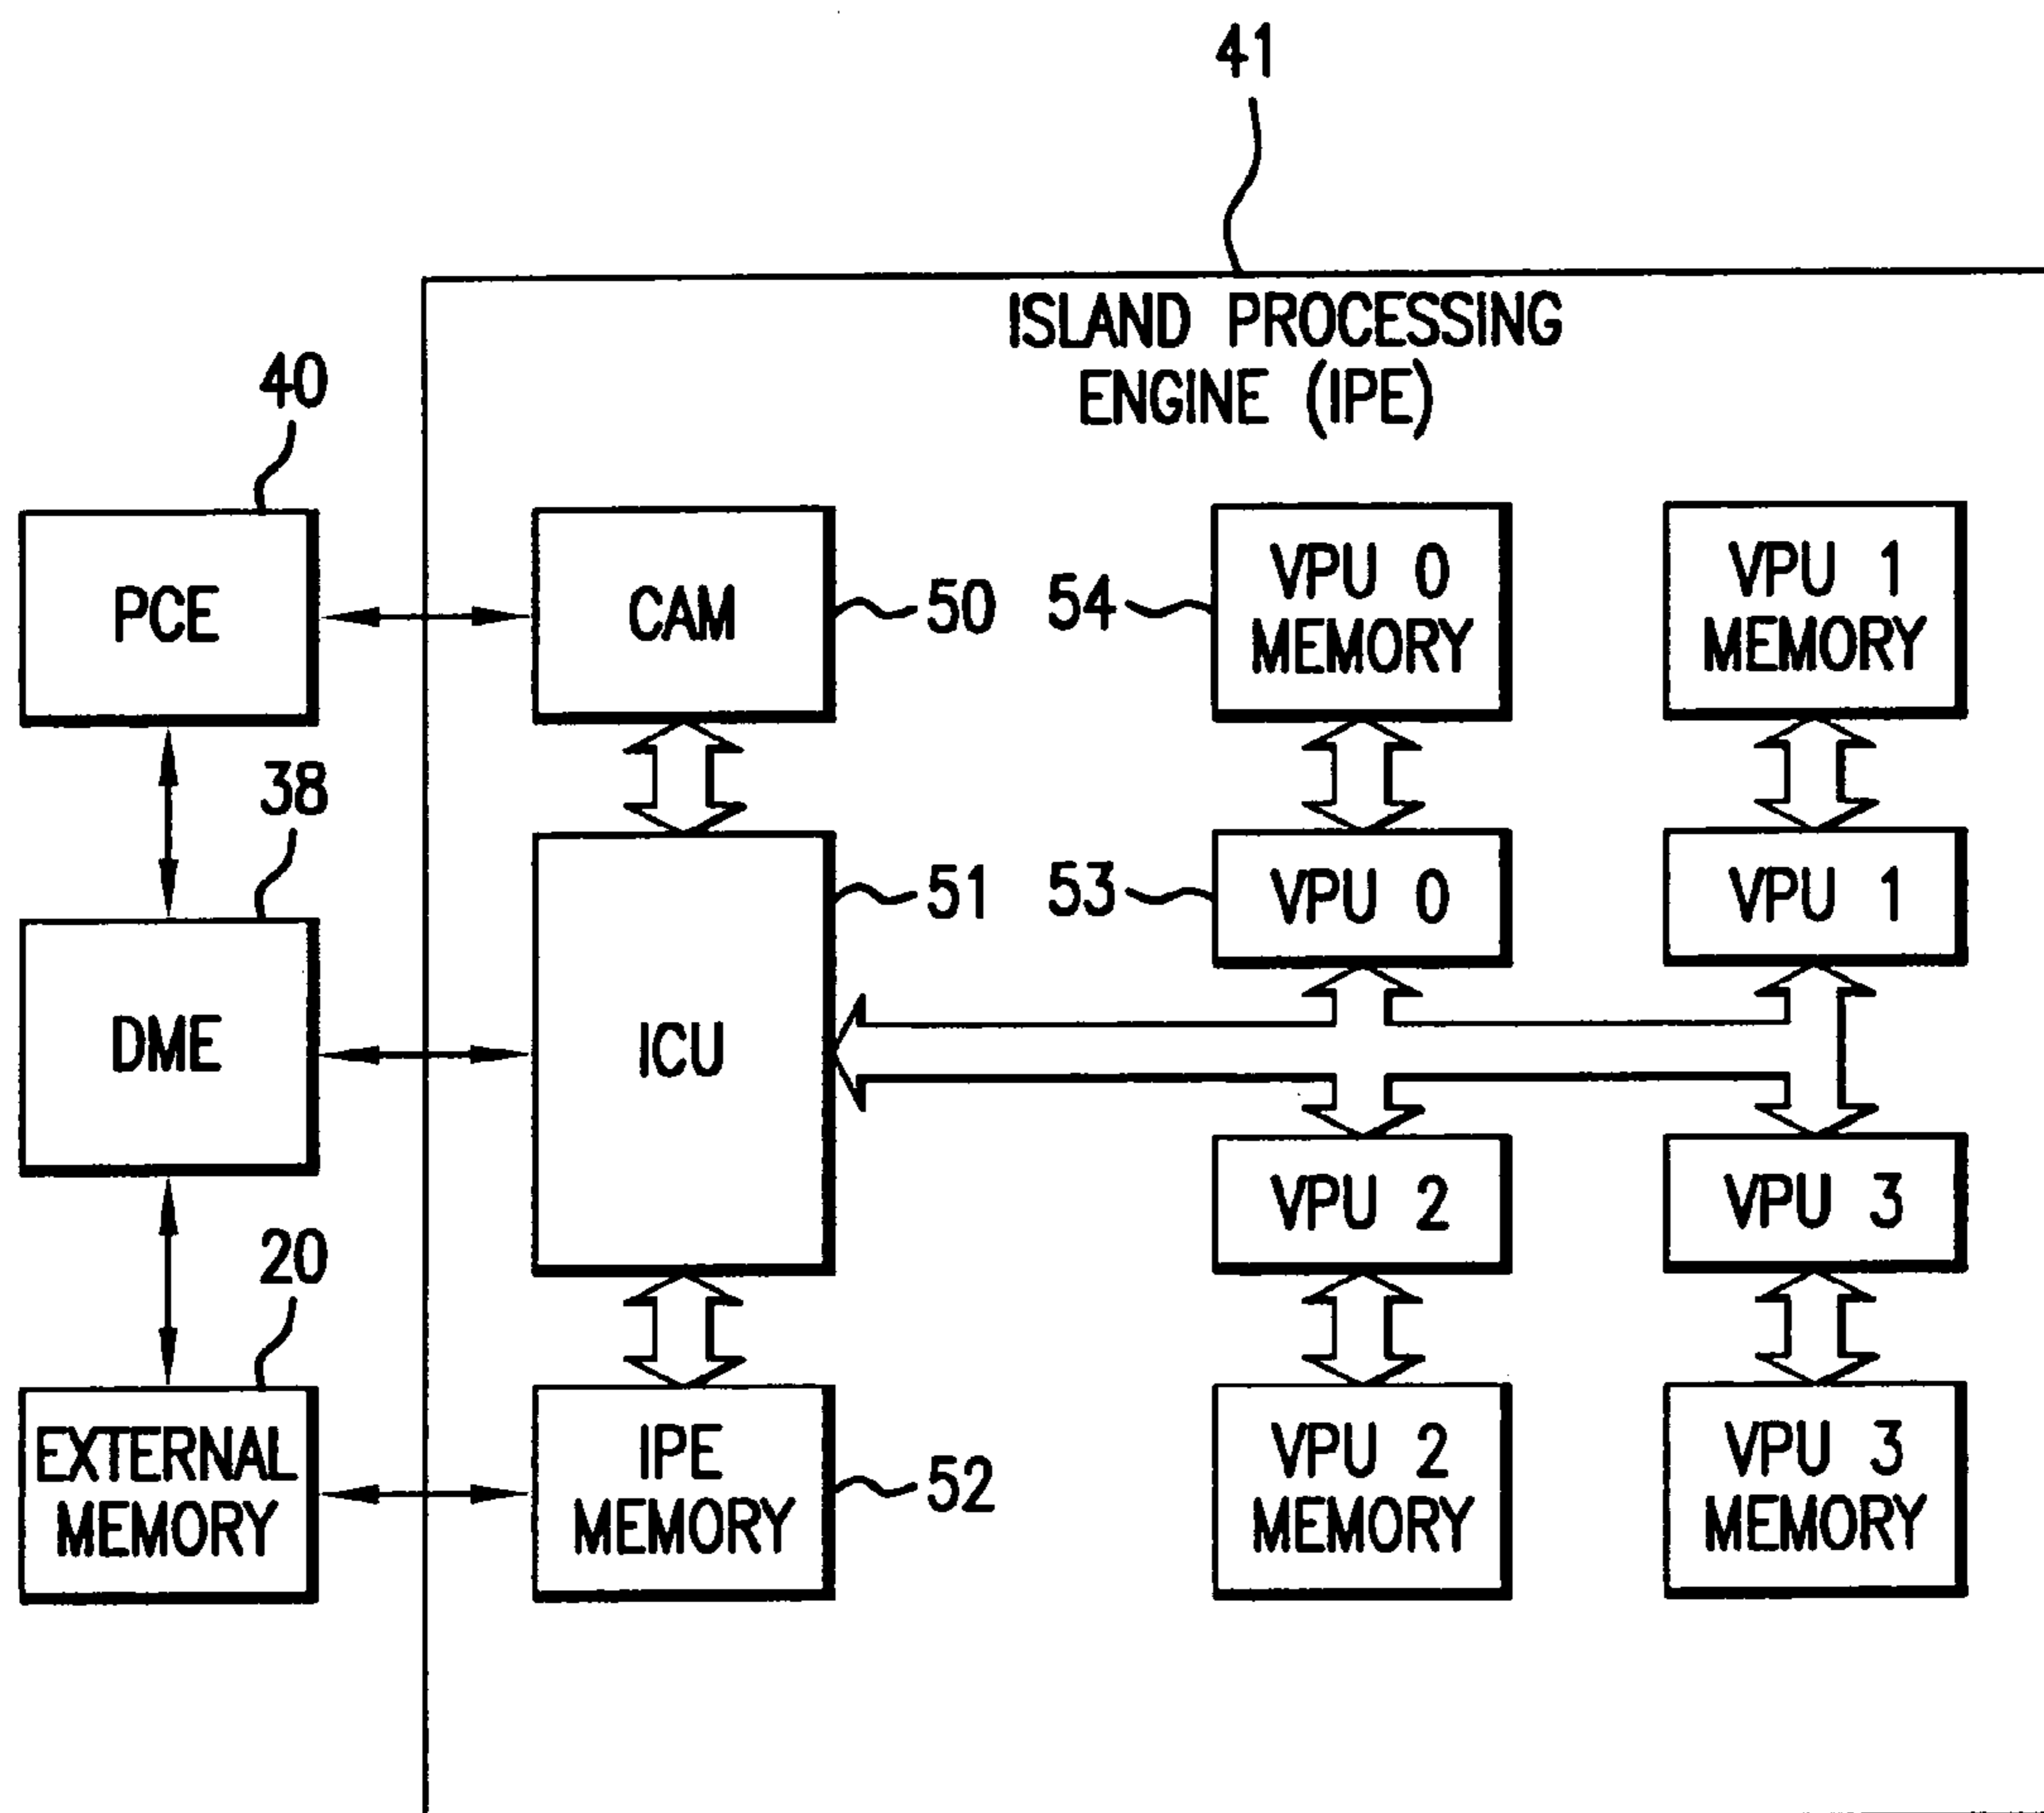 41
ISLAND PROCESSING
ENGINE (IPE)
40
PCE
CAM
50
54
VPU 0
MEMORY
VPU 1
MEMORY
38
DME
ICU
51
53
VPU 0
VPU 1
VPU 2
VPU 3
20
EXTERNAL
MEMORY
IPE
MEMORY
52
VPU 2
MEMORY
VPU 3
MEMORY